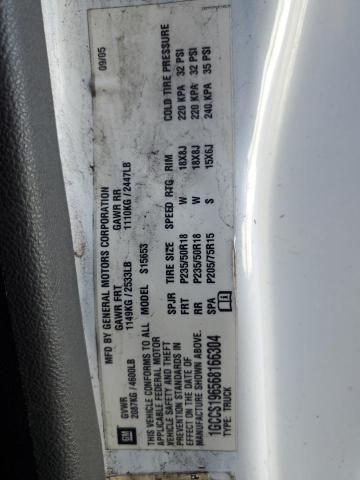 MFD BY GENERAL MOTORS CORPORATION
09/05
GVWR GAWR FRT GAWR RR
2087KG / 4600LB 1149KG / 2533LB 1110KG / 2447LB
GM
THIS VEHICLE CONFORMS TO ALL
APPLICABLE FEDERAL MOTOR
VEHICLE SAFETY AND THEFT
PREVENTION STANDARDS IN
EFFECT ON THE DATE OF
MANUFACTURE SHOWN ABOVE.
1GCCS196568166304
TYPE: TRUCK
MODEL S15653
SPJR TIRE SIZE SPEED RTG RIM COLD TIRE PRESSURE
FRT P235/50R18 W 18X8J 220 KPA 32 PSI
RR P235/50R18 W 18X8J 220 KPA 32 PSI
SPA P205/75R15 S 15X6J 240 KPA 35 PSI